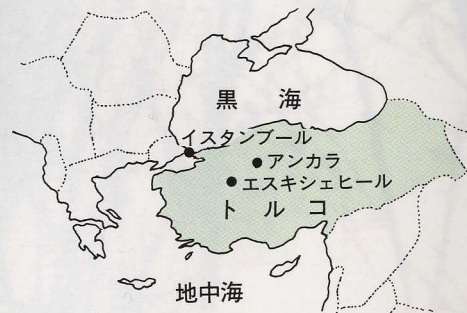 黒 海
イスタンブール
アンカラ
エスキシェヒール
ト ル コ
地中海